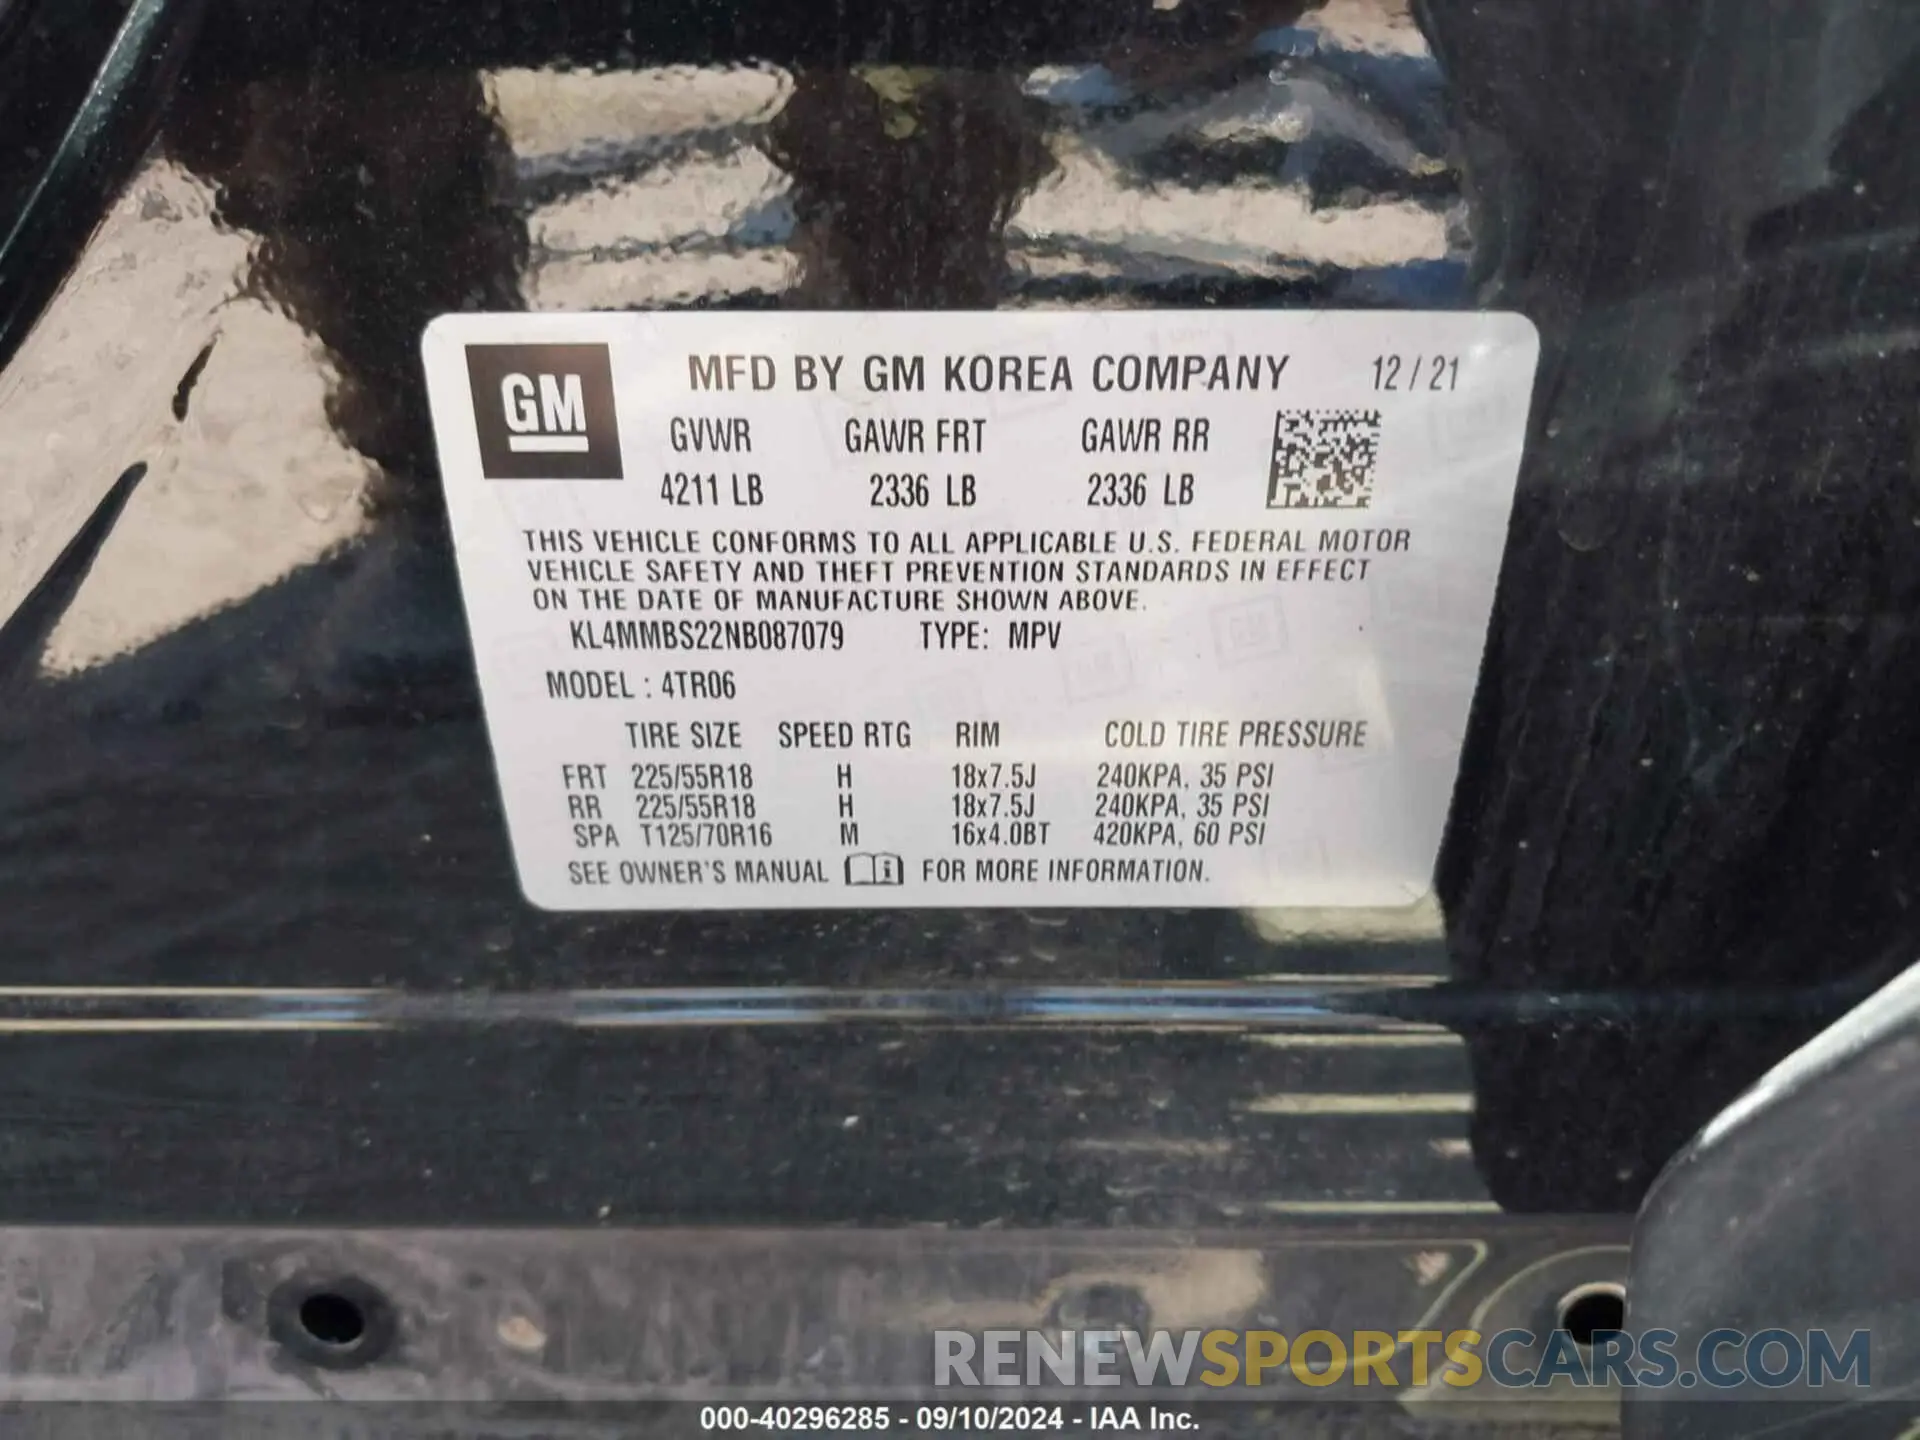 GM
MFD BY GM KOREA COMPANY 12 / 21
GVWR GAWR FRT GAWR RR
4211 LB 2336 LB 2336 LB
THIS VEHICLE CONFORMS TO ALL APPLICABLE U.S. FEDERAL MOTOR
VEHICLE SAFETY AND THEFT PREVENTION STANDARDS IN EFFECT
ON THE DATE OF MANUFACTURE SHOWN ABOVE.
KL4MMBS22NB087079 TYPE: MPV
MODEL : 4TR06
TIRE SIZE SPEED RTG RIM COLD TIRE PRESSURE
FRT 225/55R18 H 18x7.5J 240KPA, 35 PSI
RR 225/55R18 H 18x7.5J 240KPA, 35 PSI
SPA T125/70R16 M 16x4.0BT 420KPA, 60 PSI
SEE OWNER'S MANUAL i FOR MORE INFORMATION.
RENEWSPORTSCARS.COM
000-40296285 - 09/10/2024 - IAA Inc.